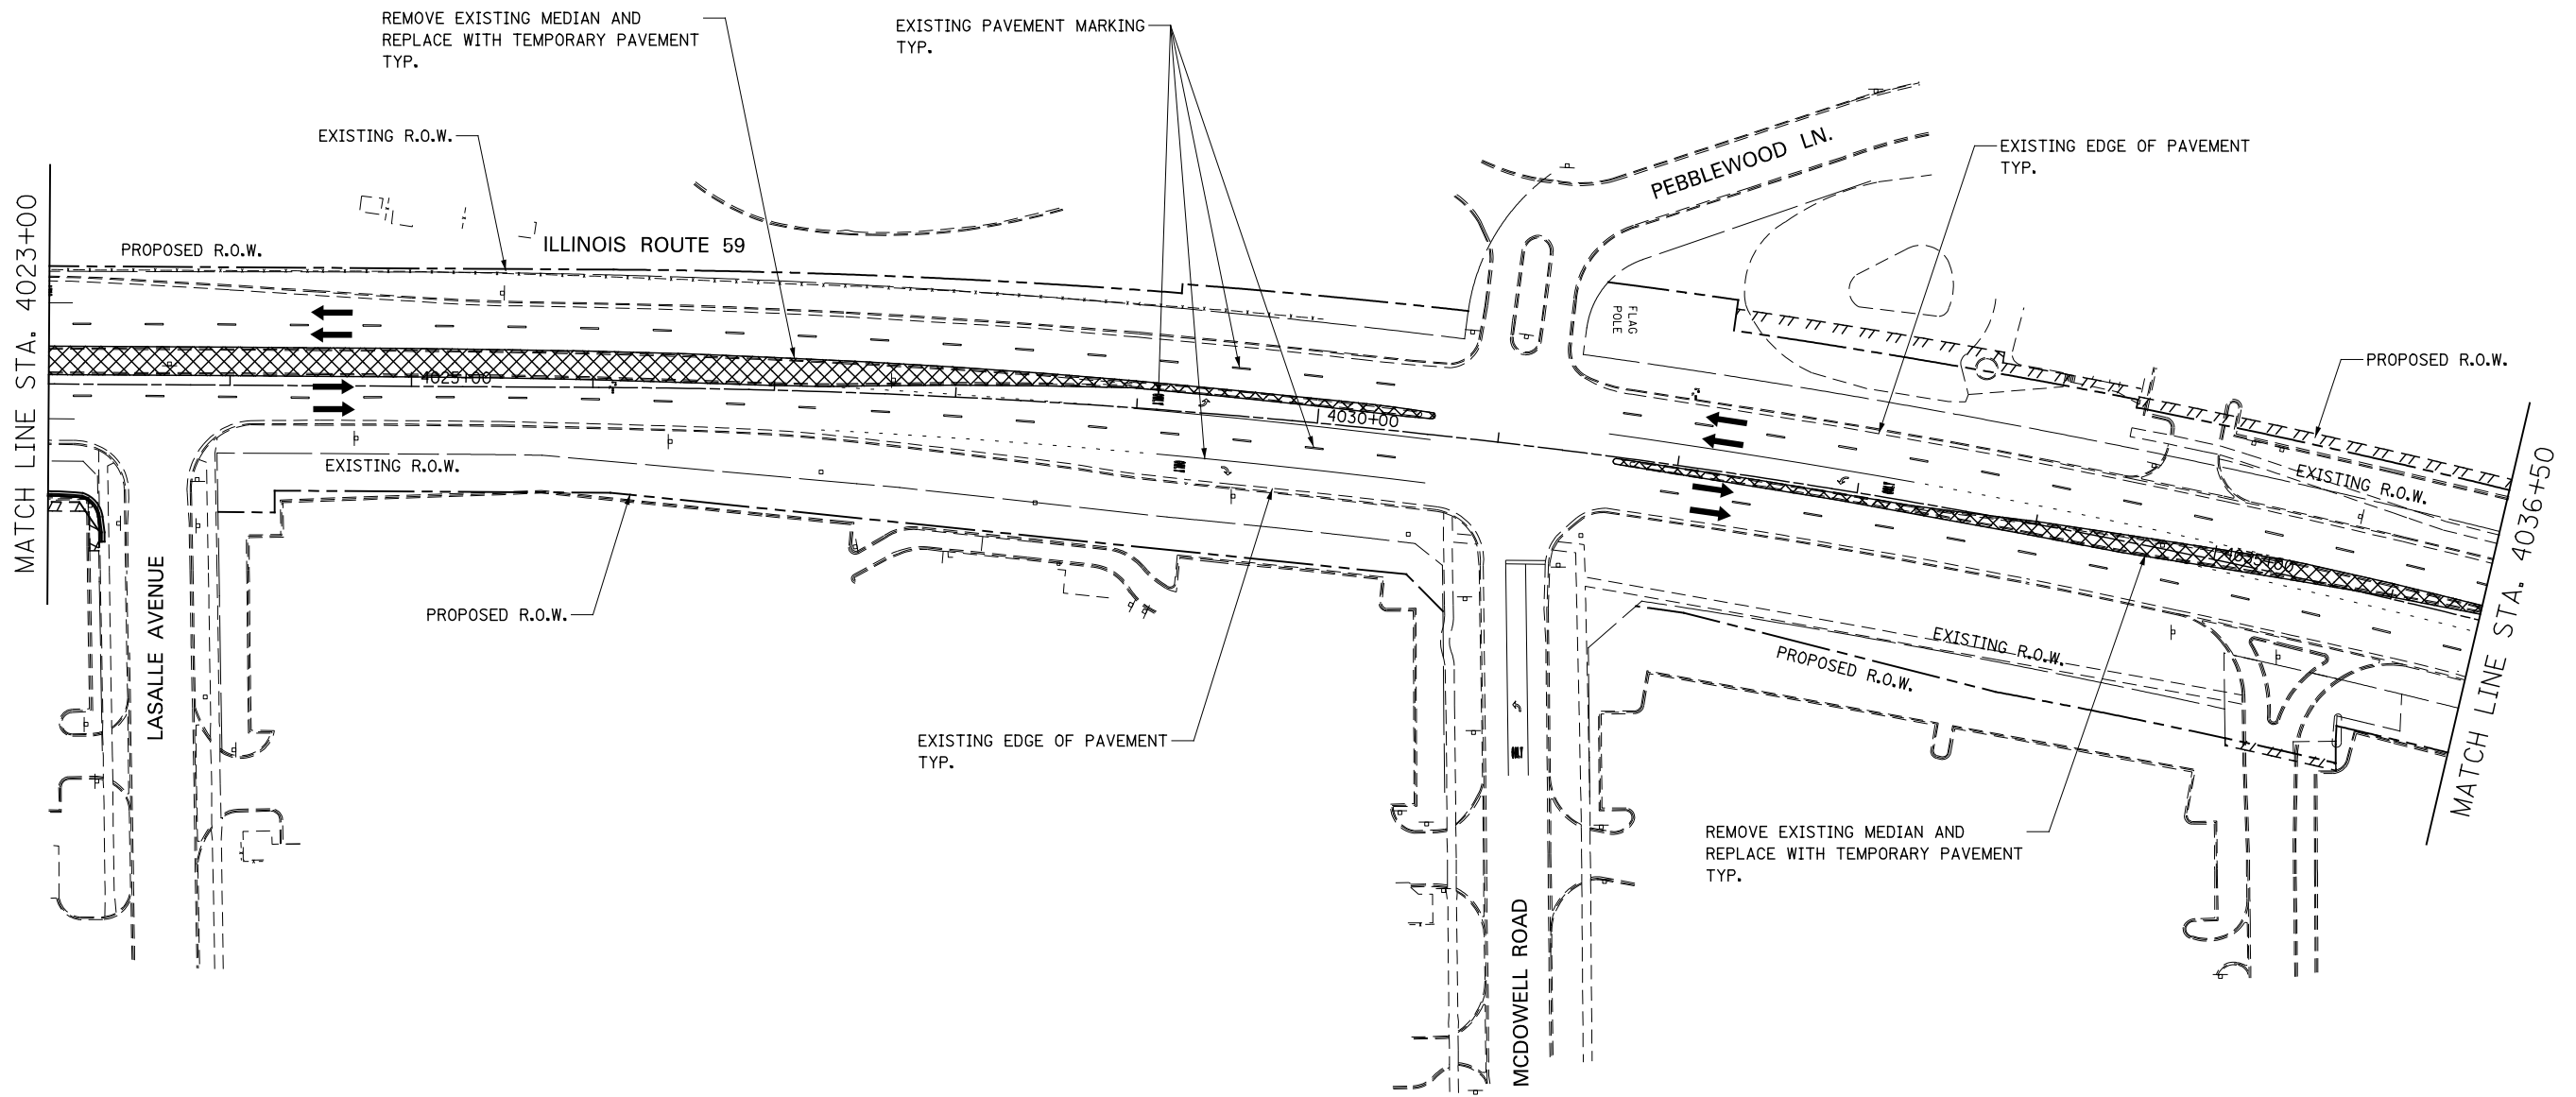 REMOVE EXISTING MEDIAN AND
REPLACE WITH TEMPORARY PAVEMENT
TYP.
EXISTING PAVEMENT MARKING
TYP.
EXISTING R.O.W.
EXISTING EDGE OF PAVEMENT
TYP.
PEBBLEWOOD LN.
MATCH LINE STA. 4023+00
PROPOSED R.O.W.
ILLINOIS ROUTE 59
FLAG
POLE
PROPOSED R.O.W.
4025+00
4030+00
EXISTING R.O.W.
EXISTING R.O.W.
4035+00
MATCH LINE STA. 4036+50
PROPOSED R.O.W.
LASALLE AVENUE
EXISTING R.O.W.
PROPOSED R.O.W.
EXISTING EDGE OF PAVEMENT
TYP.
REMOVE EXISTING MEDIAN AND
REPLACE WITH TEMPORARY PAVEMENT
TYP.
MCDOWELL ROAD